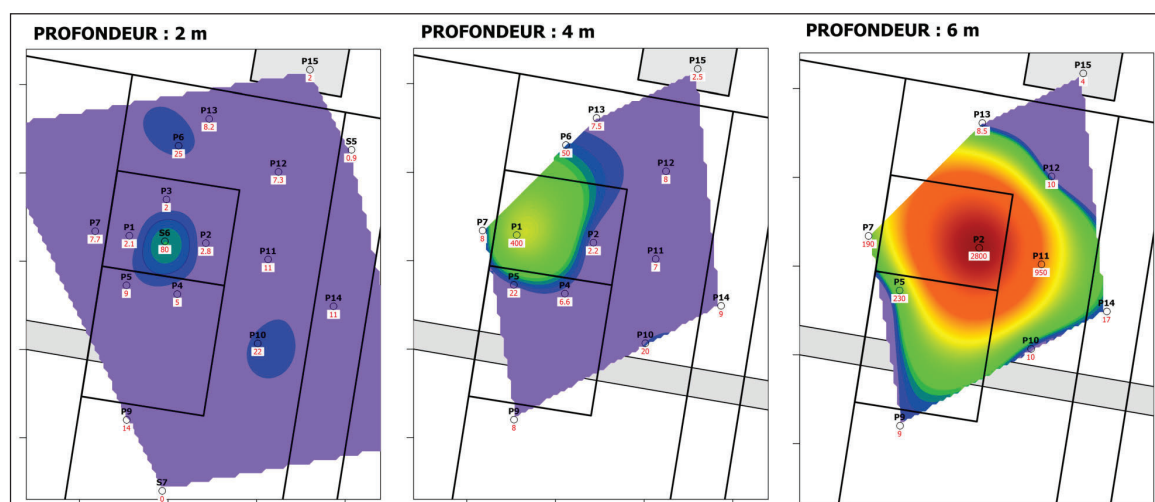 PROFONDEUR : 2 m
P15
2
P13
8.2
P6
25
S5
0.9
P12
7.3
P3
2
P7
7.7
P1
2.1
S6
80
P2
2.8
P11
11
P5
9
P4
5
P14
11
P10
22
P9
14
S7
0
PROFONDEUR : 4 m
P15
2.5
P13
7.5
P6
50
P12
8
P7
8
P1
400
P2
2.2
P11
7
P5
22
P4
6.6
P14
9
P10
20
P9
8
PROFONDEUR : 6 m
P15
4
P13
8.5
P12
10
P7
190
P2
2800
P11
950
P5
230
P14
17
P10
10
P9
9